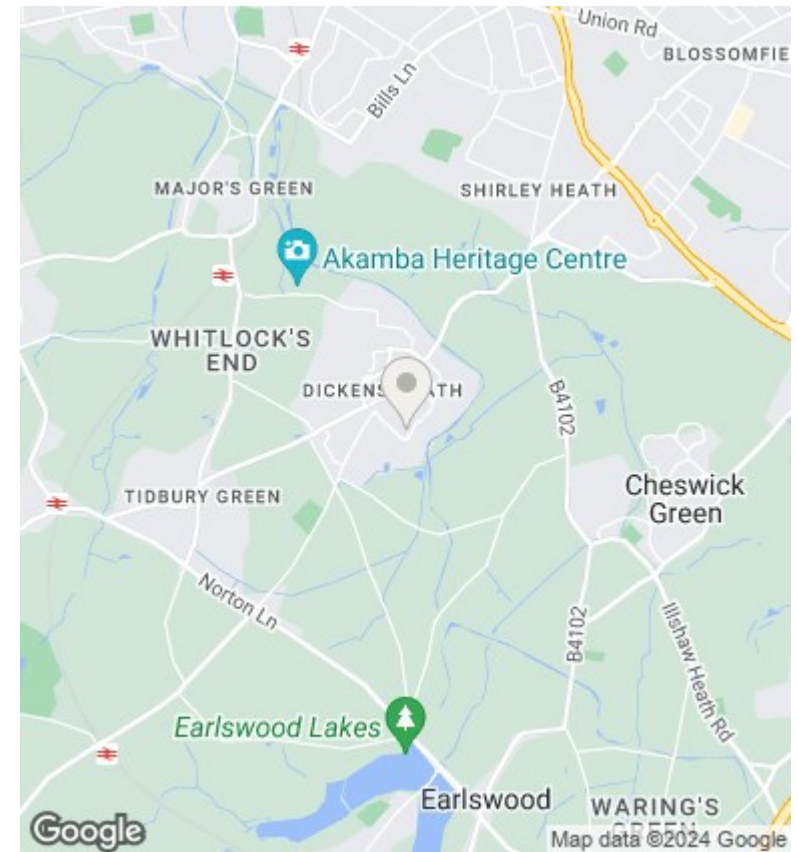 Union Rd
BLOSSOMFIE
Bills Ln
MAJOR'S GREEN
SHIRLEY HEATH
Akamba Heritage Centre
WHITLOCK'S
END
DICKENS ATH
B4102
Cheswick
Green
TIDBURY GREEN
Norton Ln
B4102
Illshaw Heath Rd
Earlswood Lakes
Earlswood
WARING'S
GREEN
Google
Map data ©2024 Google